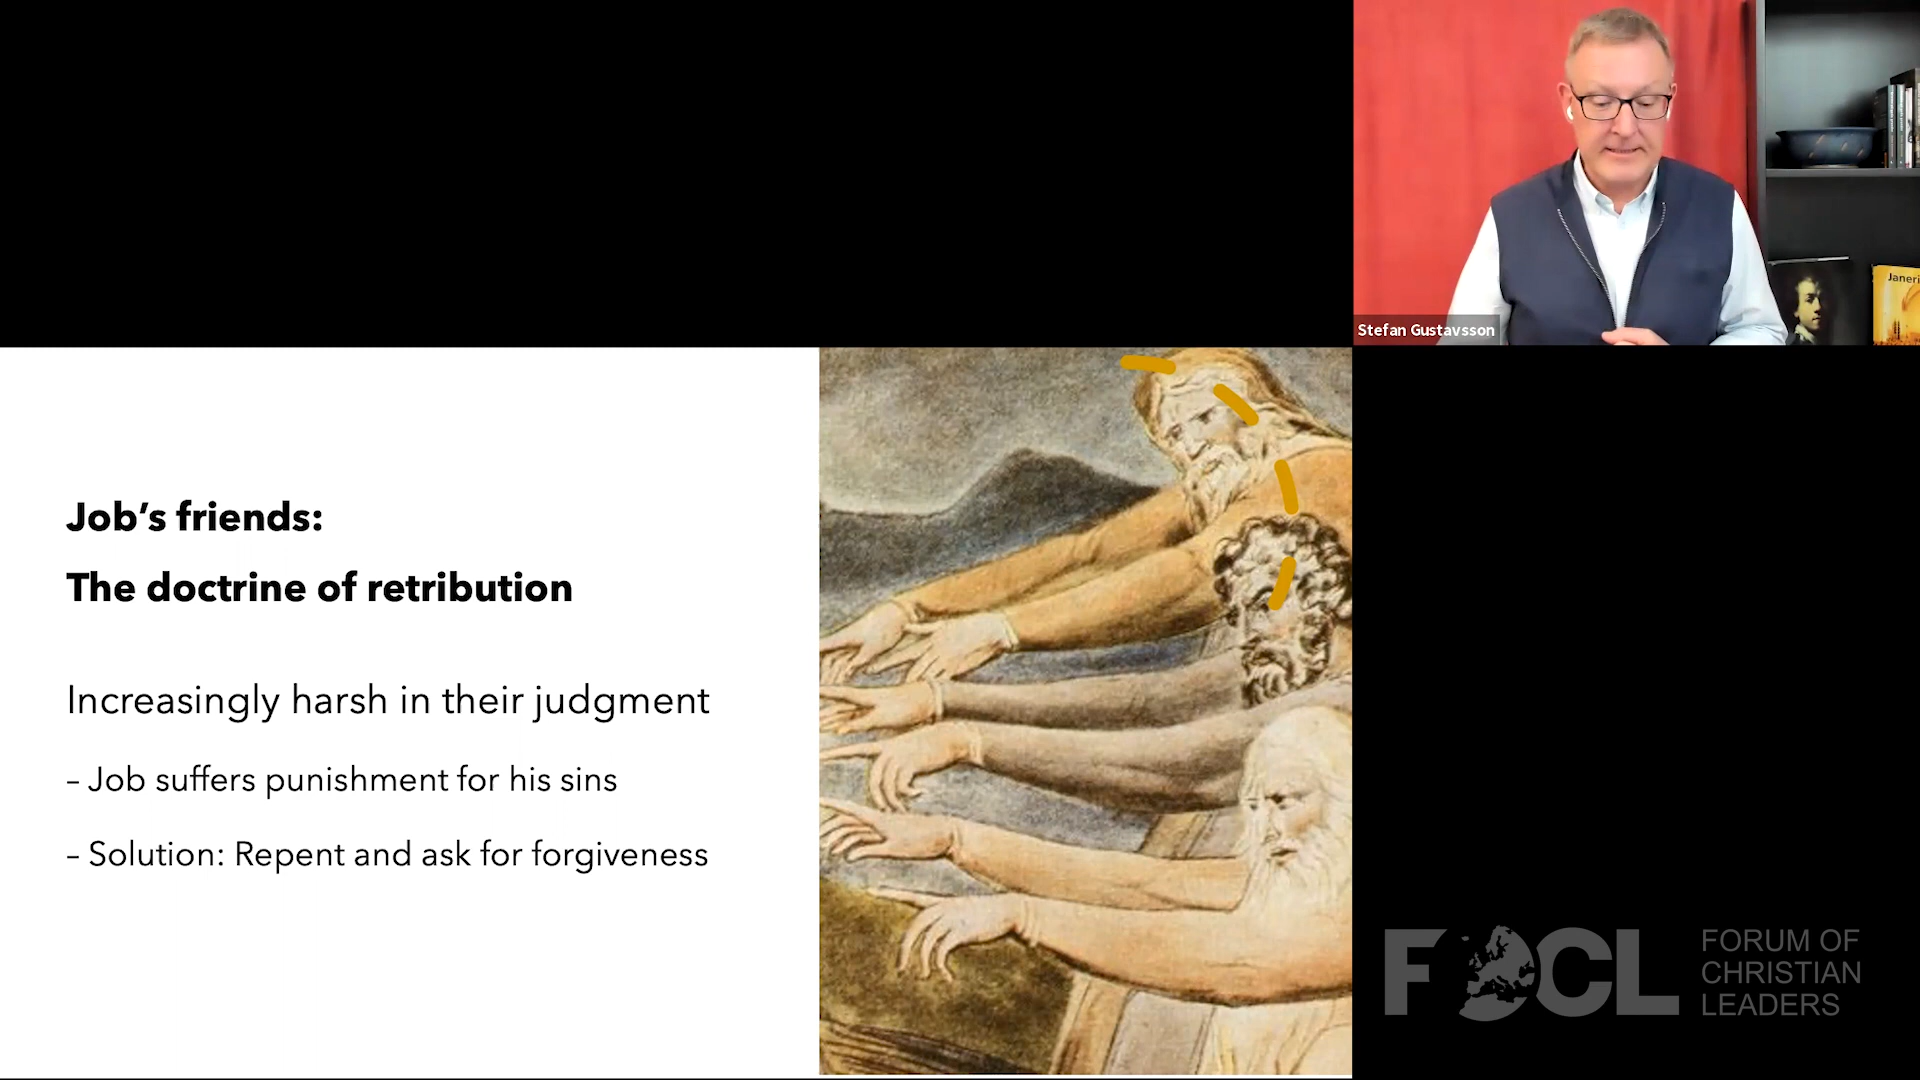 Stefan Gustavsson
Job's friends:
The doctrine of retribution
Increasingly harsh in their judgment
– Job suffers punishment for his sins
– Solution: Repent and ask for forgiveness
FOCL
FORUM OF
CHRISTIAN
LEADERS